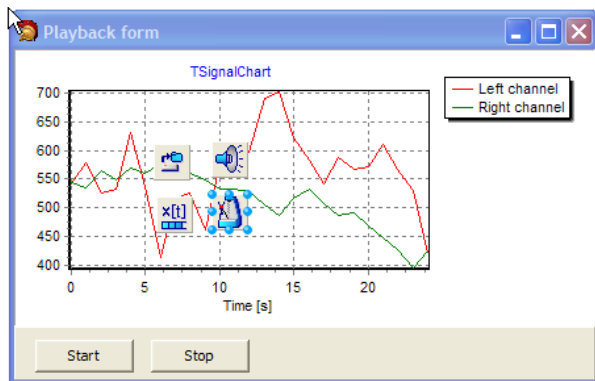 Playback form
TSignalChart
Left channel
Right channel
700
650
600
550
500
450
400
x[t]
0 5 10 15 20
Time [s]
Start Stop